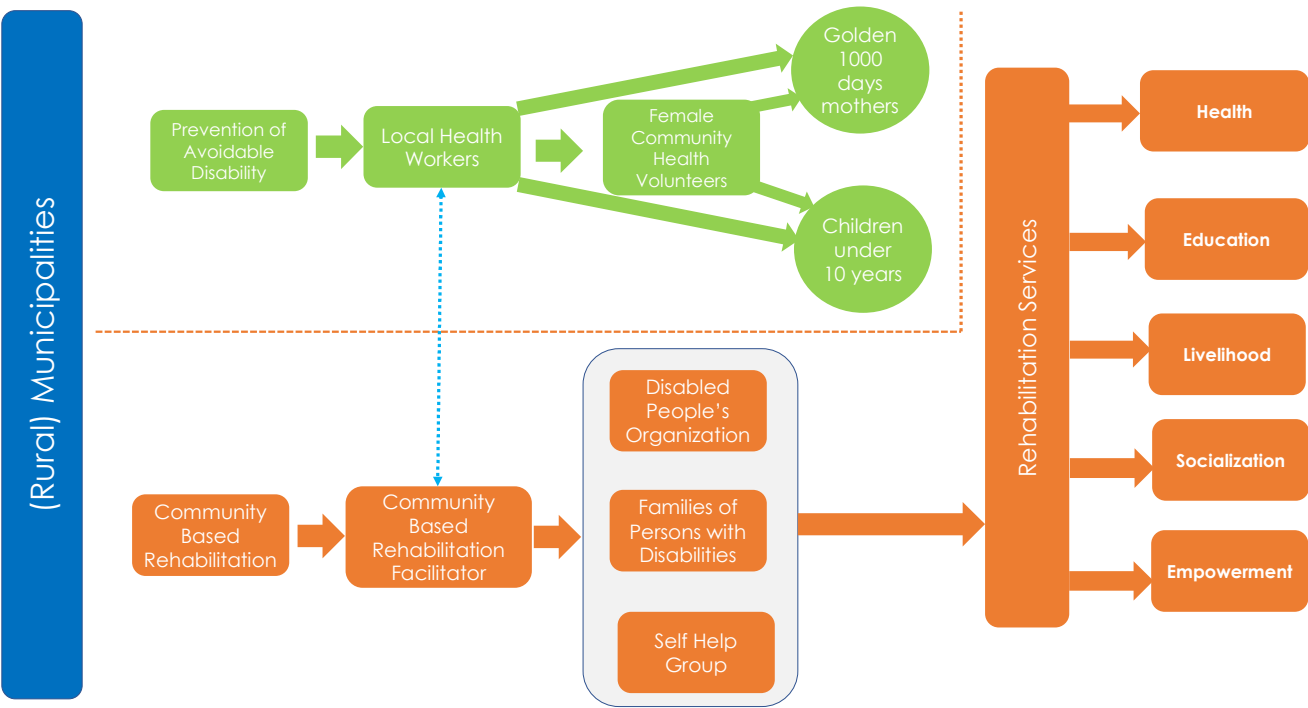 (Rural) Municipalities
Prevention of
Avoidable
Disability
Local Health
Workers
Female
Community
Health
Volunteers
Golden
1000
days
mothers
Children
under
10 years
Community
Based
Rehabilitation
Community
Based
Rehabilitation
Facilitator
Disabled
People’s
Organization
Families of
Persons with
Disabilities
Self Help
Group
Rehabilitation Services
Health
Education
Livelihood
Socialization
Empowerment